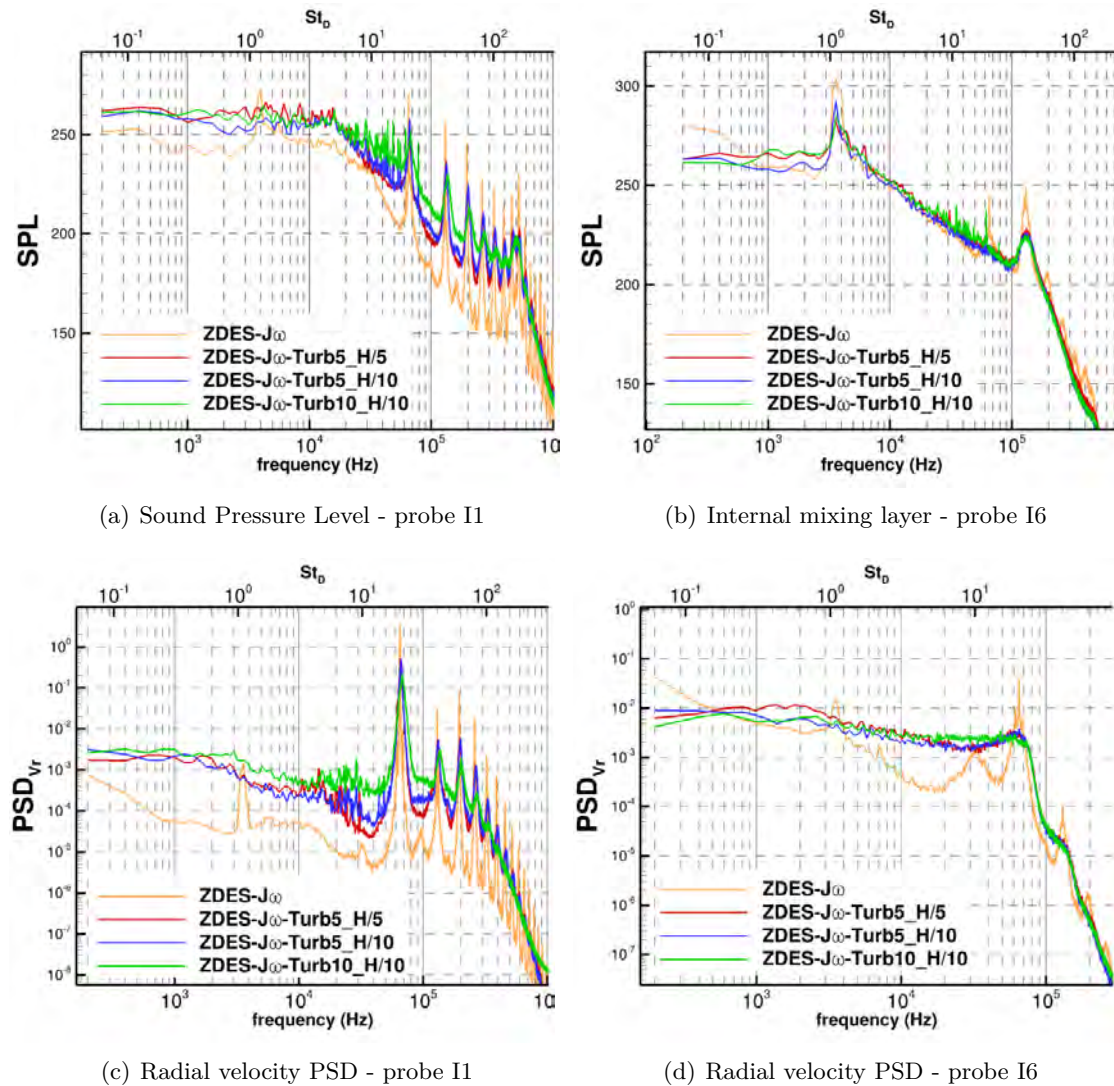 St_D
10^-1 10^0 10^1 10^2
SPL
250
200
150
ZDES-Jω
ZDES-Jω-Turb5_H/5
ZDES-Jω-Turb5_H/10
ZDES-Jω-Turb10_H/10
10^3 10^4 10^5 10
frequency (Hz)
(a) Sound Pressure Level - probe I1
St_D
10^-1 10^0 10^1 10^2
SPL
300
250
200
150
ZDES-Jω
ZDES-Jω-Turb5_H/5
ZDES-Jω-Turb5_H/10
ZDES-Jω-Turb10_H/10
10^2 10^3 10^4 10^5
frequency (Hz)
(b) Internal mixing layer - probe I6
St_D
10^-1 10^0 10^1 10^2
PSD_Vr
10^0
10^-1
10^-2
10^-3
10^-4
10^-5
10^-6
10^-7
10^-8
ZDES-Jω
ZDES-Jω-Turb5_H/5
ZDES-Jω-Turb5_H/10
ZDES-Jω-Turb10_H/10
10^3 10^4 10^5 10
frequency (Hz)
(c) Radial velocity PSD - probe I1
St_D
10^-1 10^0 10^1
PSD_Vr
10^0
10^-1
10^-2
10^-3
10^-4
10^-5
10^-6
10^-7
ZDES-Jω
ZDES-Jω-Turb5_H/5
ZDES-Jω-Turb5_H/10
ZDES-Jω-Turb10_H/10
10^3 10^4 10^5
frequency (Hz)
(d) Radial velocity PSD - probe I6